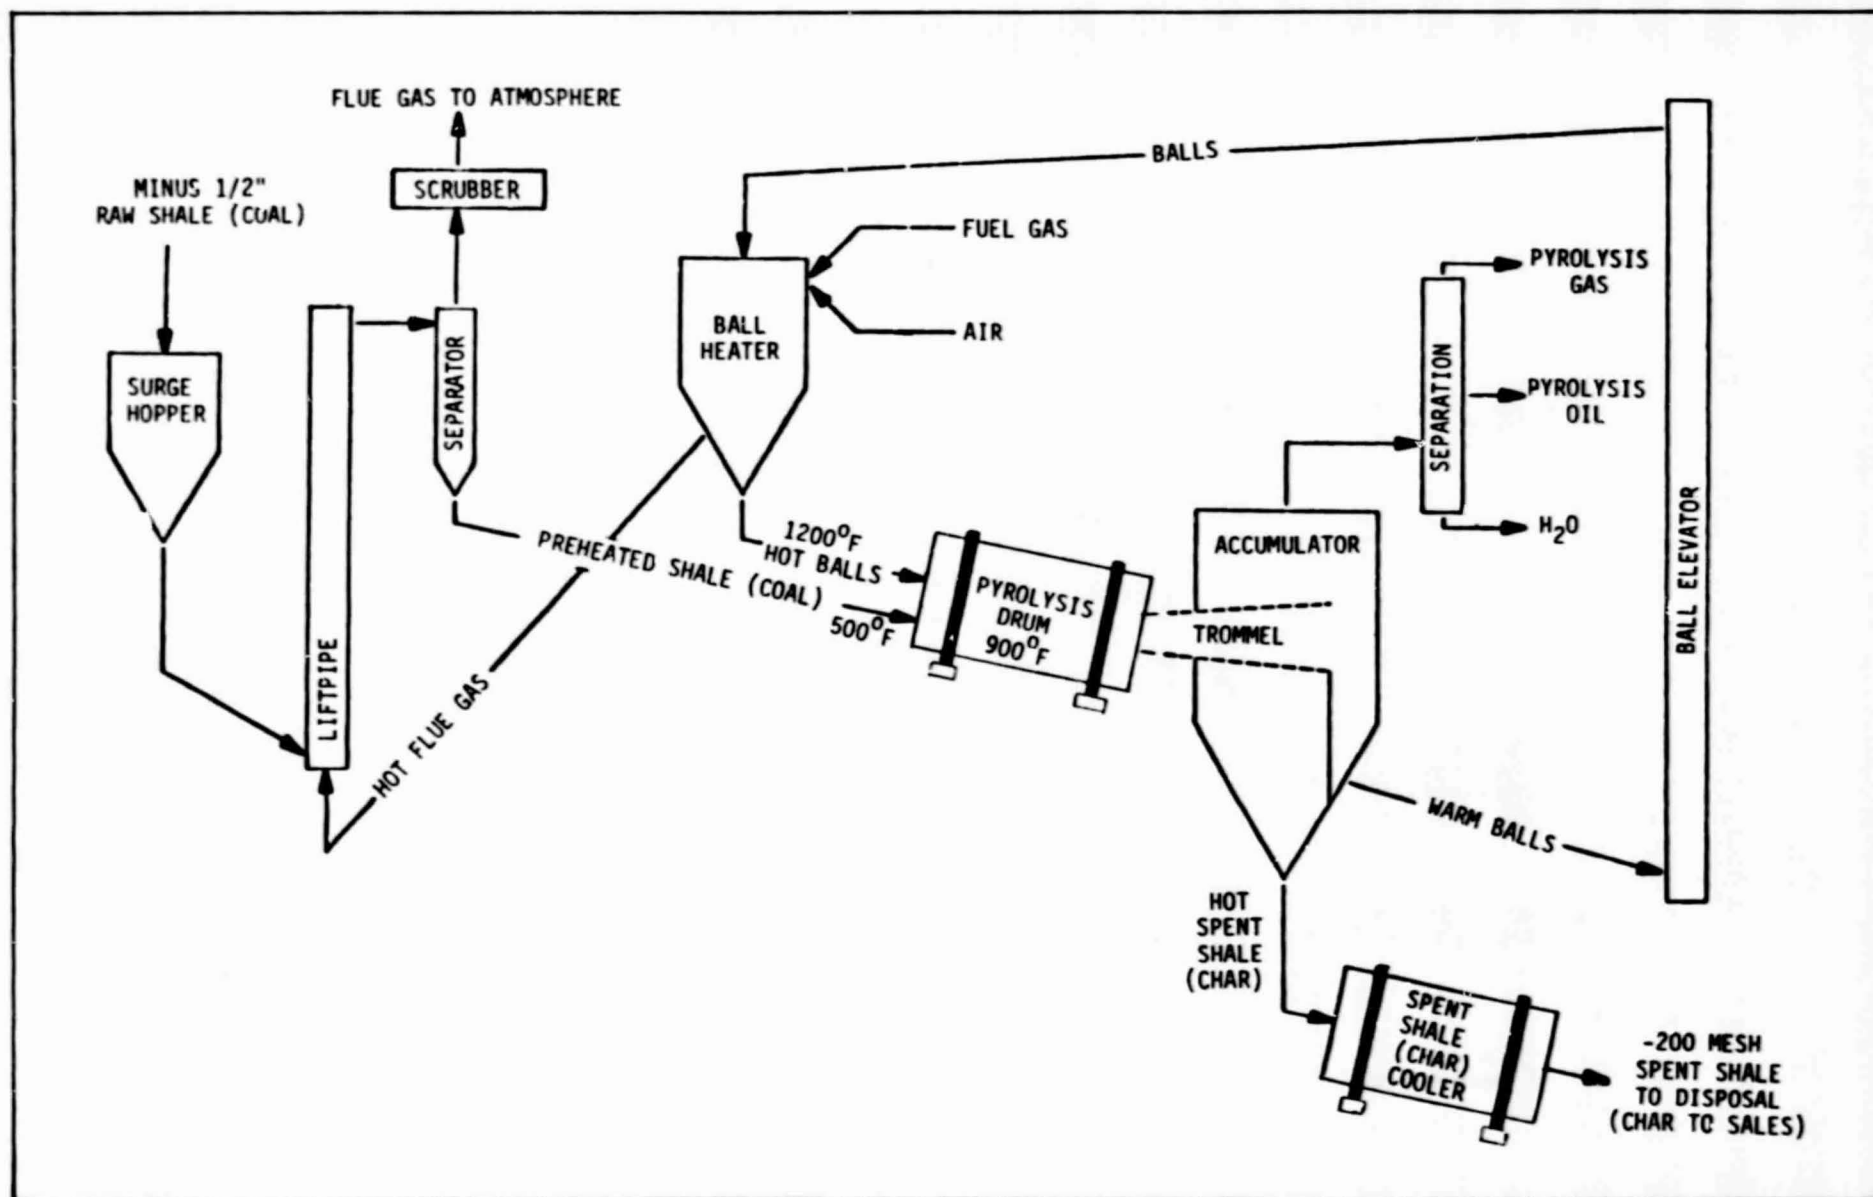 FLUE GAS TO ATMOSPHERE
SCRUBBER
MINUS 1/2"
RAW SHALE (COAL)
SURGE
HOPPER
LIFTPIPE
SEPARATOR
BALLS
FUEL GAS
AIR
BALL
HEATER
HOT FLUE GAS
PREHEATED SHALE (COAL)
500°F
1200°F
HOT BALLS
PYROLYSIS
DRUM
900°F
TROMMEL
ACCUMULATOR
SEPARATION
PYROLYSIS
GAS
PYROLYSIS
OIL
H₂O
BALL ELEVATOR
WARM BALLS
HOT
SPENT
SHALE
(CHAR)
SPENT
SHALE
(CHAR)
COOLER
-200 MESH
SPENT SHALE
TO DISPOSAL
(CHAR TO SALES)